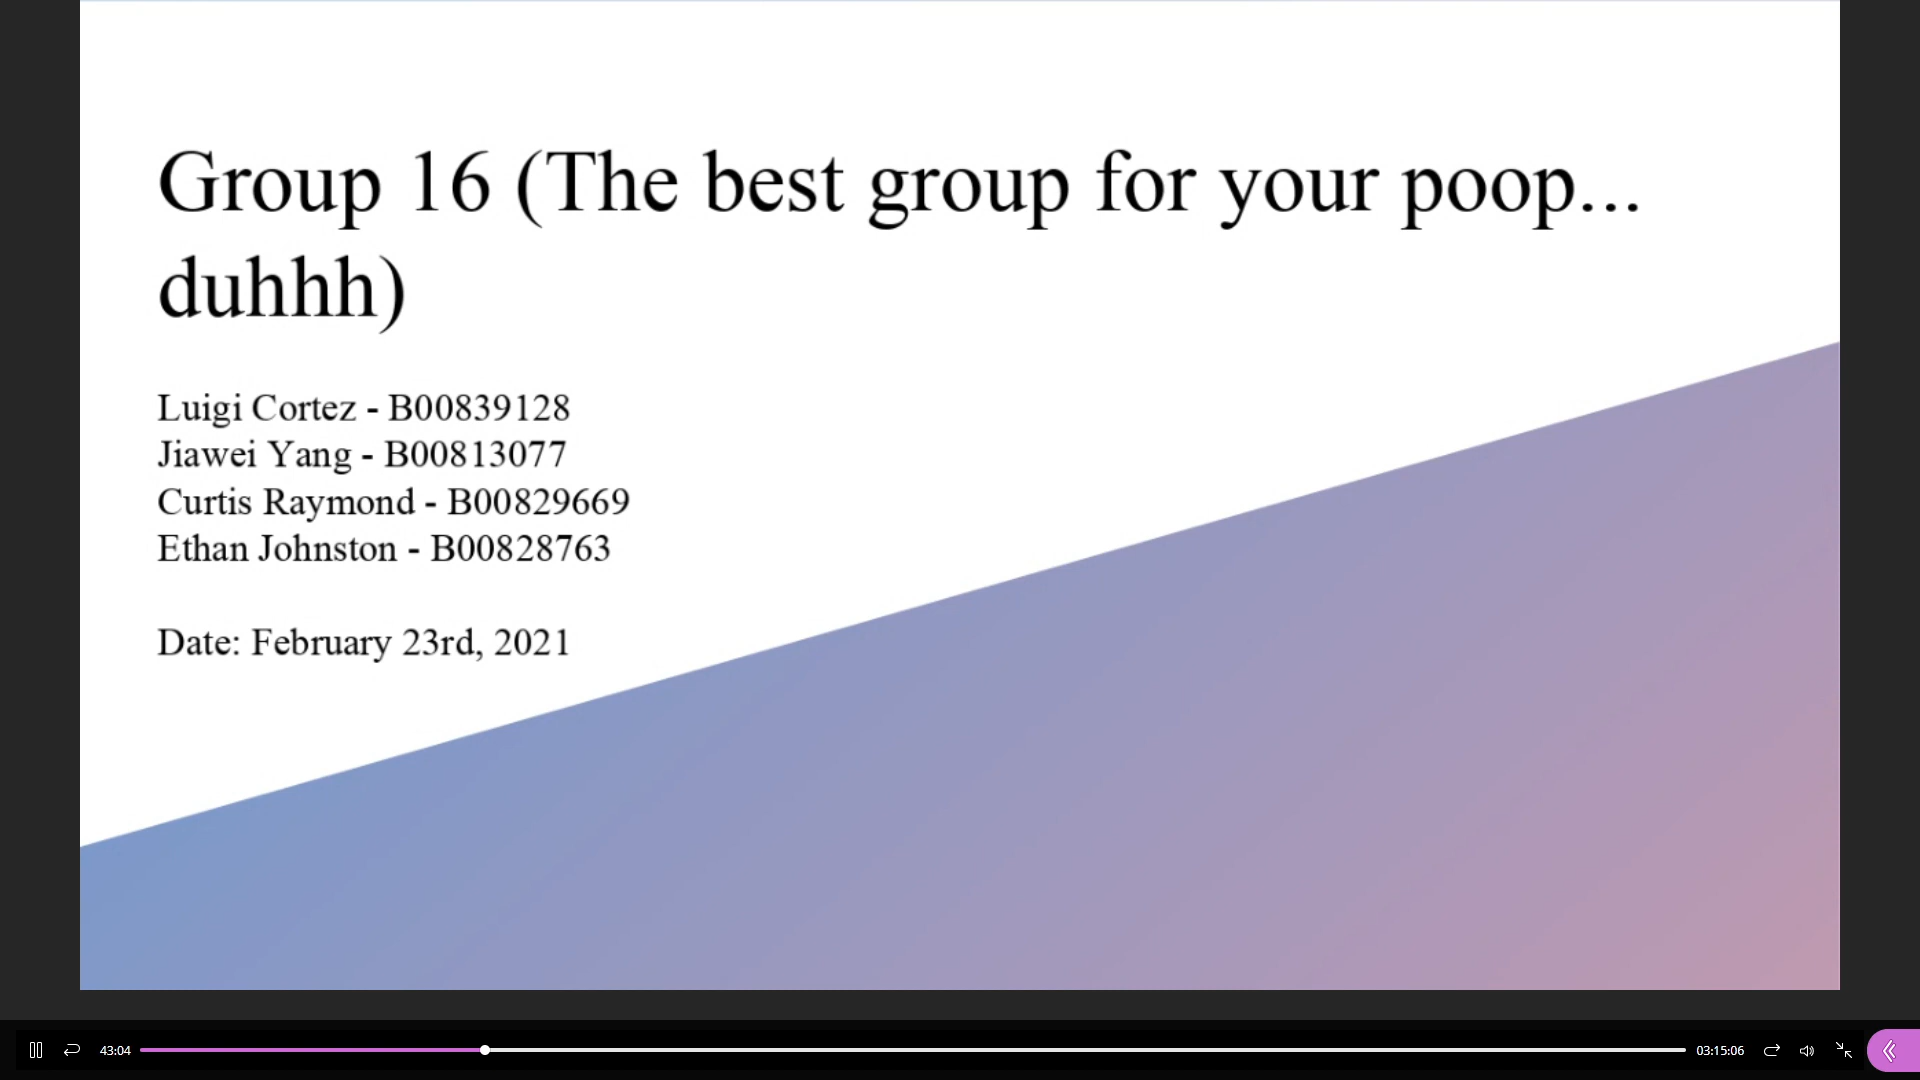 Group 16 (The best group for your poop...
duhhh)
Luigi Cortez - B00839128
Jiawei Yang - B00813077
Curtis Raymond - B00829669
Ethan Johnston - B00828763
Date: February 23rd, 2021
43:04
03:15:06